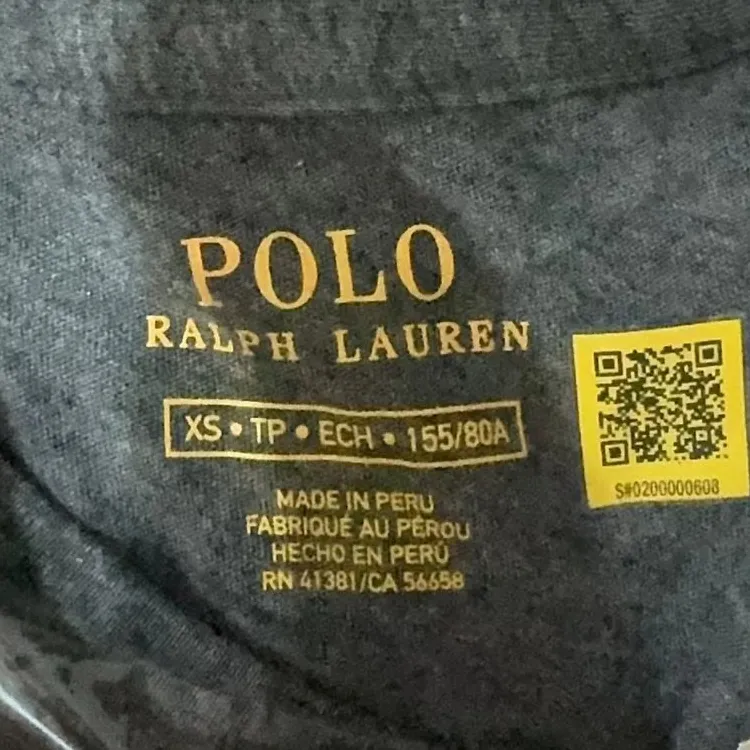 POLO
RALPH LAUREN
XS • TP • ECH • 155/80A
MADE IN PERU
FABRIQUÉ AU PÉROU
HECHO EN PERÚ
RN 41381/CA 56658
S#0200000608